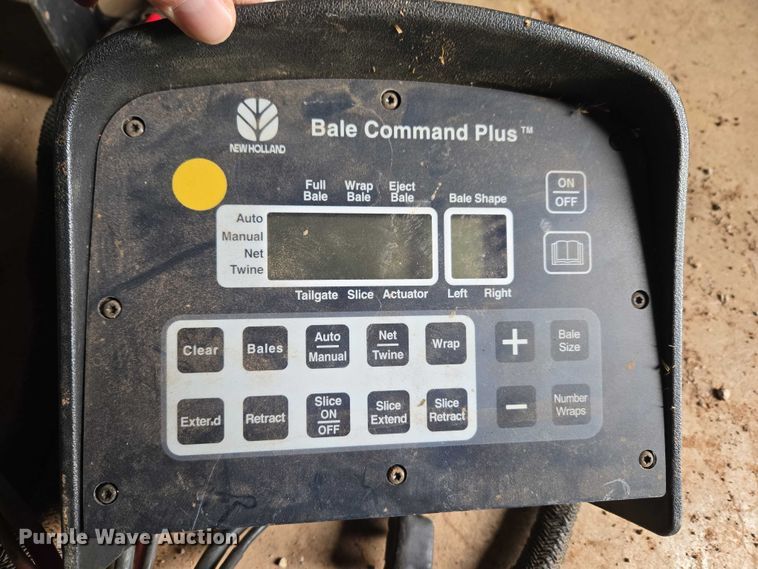 NEW HOLLAND
Bale Command Plus™
Full Bale
Wrap Bale
Eject Bale
Bale Shape
ON
OFF
Auto
Manual
Net
Twine
Tailgate Slice Actuator
Left Right
Clear
Bales
Auto
Manual
Net
Twine
Wrap
+
Bale
Size
Extend
Retract
Slice
ON
OFF
Slice
Extend
Slice
Retract
−
Number
Wraps
Purple Wave Auction